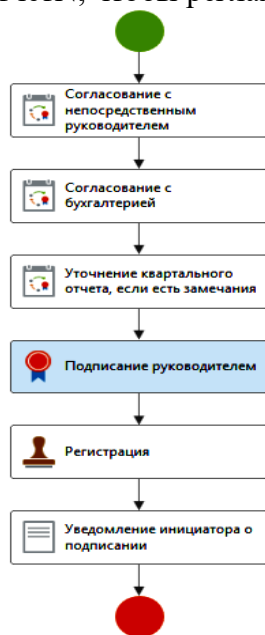 Согласование с
непосредственным
руководителем
Согласование с
бухгалтерией
Уточнение квартального
отчета, если есть замечания
Подписание руководителем
Регистрация
Уведомление инициатора о
подписании